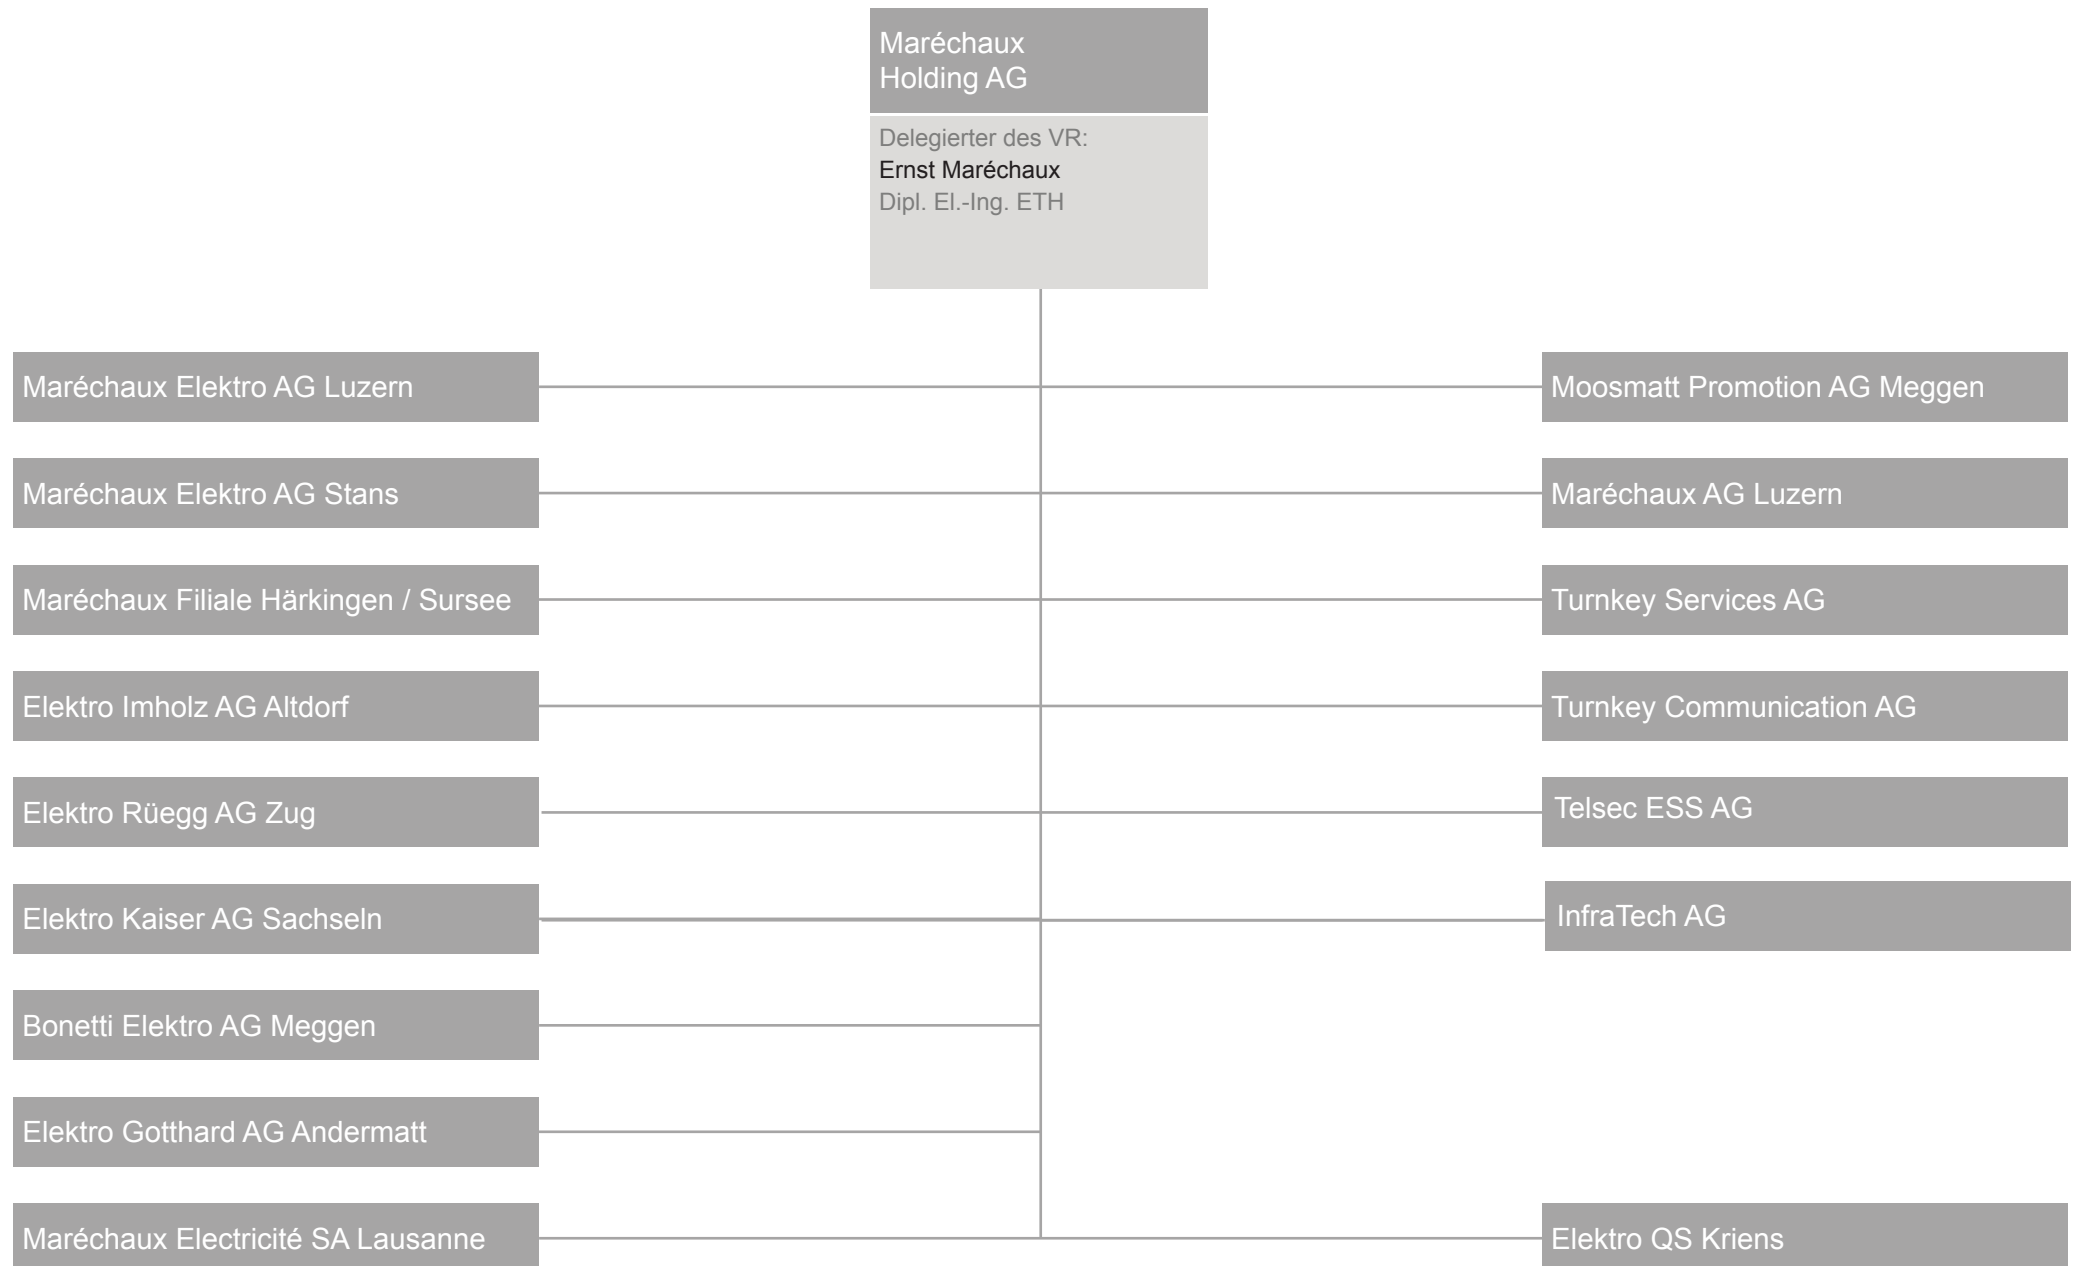 Maréchaux
Holding AG
Delegierter des VR:
Ernst Maréchaux
Dipl. El.-Ing. ETH
Maréchaux Elektro AG Luzern
Moosmatt Promotion AG Meggen
Maréchaux Elektro AG Stans
Maréchaux AG Luzern
Maréchaux Filiale Härkingen / Sursee
Turnkey Services AG
Elektro Imholz AG Altdorf
Turnkey Communication AG
Elektro Rüegg AG Zug
Telsec ESS AG
Elektro Kaiser AG Sachseln
InfraTech AG
Bonetti Elektro AG Meggen
Elektro Gotthard AG Andermatt
Maréchaux Electricité SA Lausanne
Elektro QS Kriens